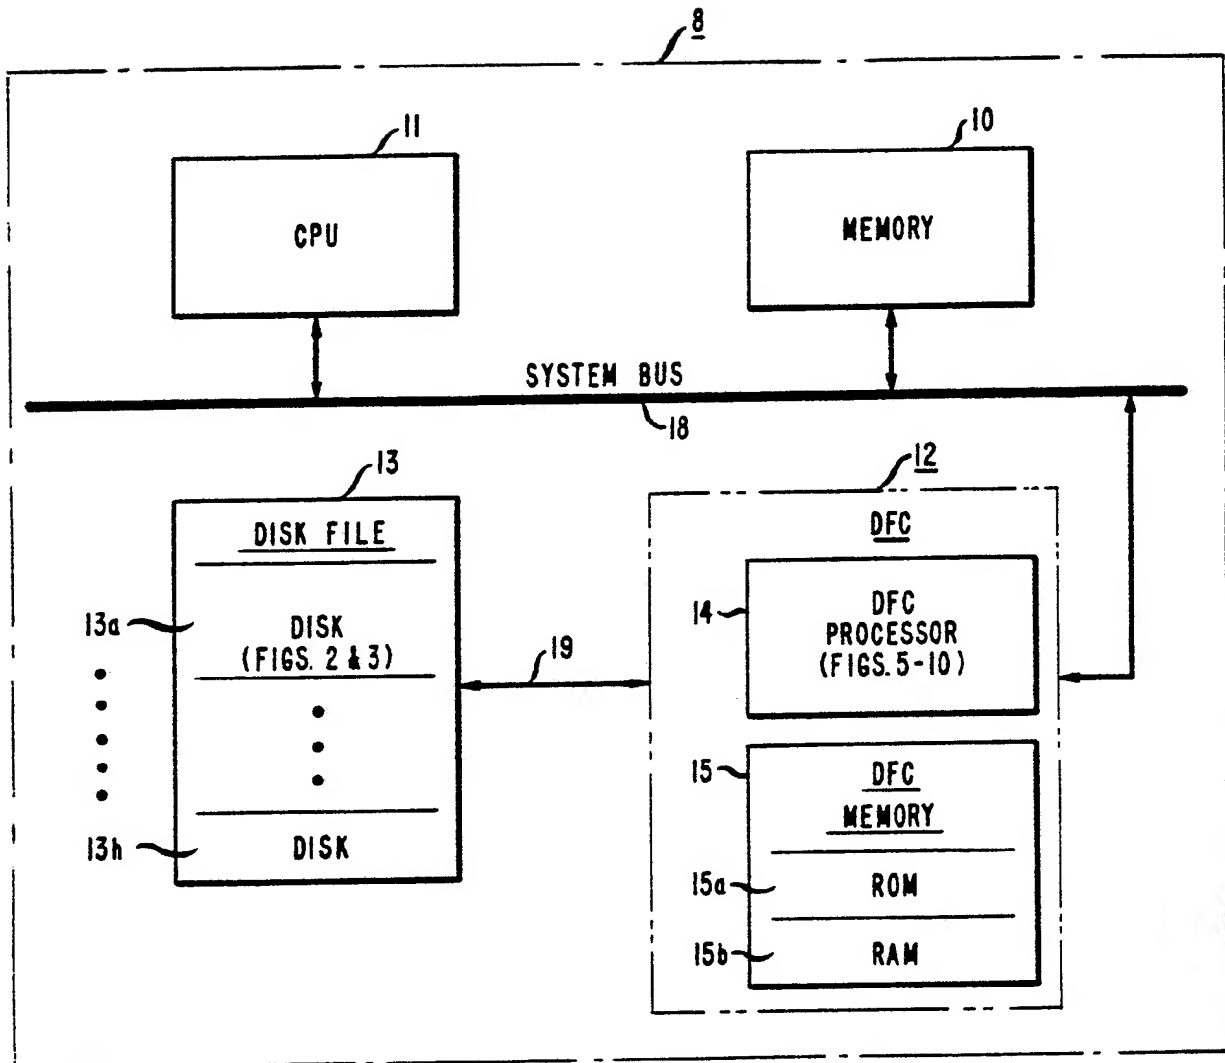 8
11
10
CPU
MEMORY
SYSTEM BUS
18
13
12
DISK FILE
DFC
13a
DISK
(FIGS. 2 & 3)
19
14
DFC
PROCESSOR
(FIGS. 5-10)
13h
DISK
15
DFC
MEMORY
15a
ROM
15b
RAM